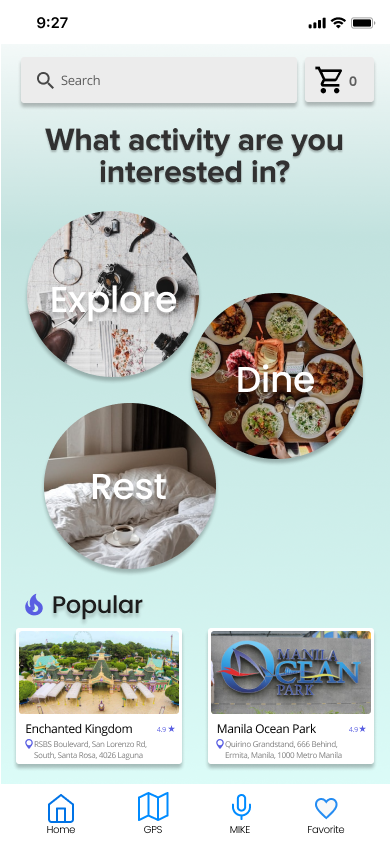 9:27
Search
0
What activity are you
interested in?
Explore
Dine
Rest
Popular
MANILA
OCEAN
PARK
Enchanted Kingdom 4.9
RSBS Boulevard, San Lorenzo Rd,
South, Santa Rosa, 4026 Laguna
Manila Ocean Park 4.9
Quirino Grandstand, 666 Behind,
Ermita, Manila, 1000 Metro Manila
Home
GPS
MIKE
Favorite